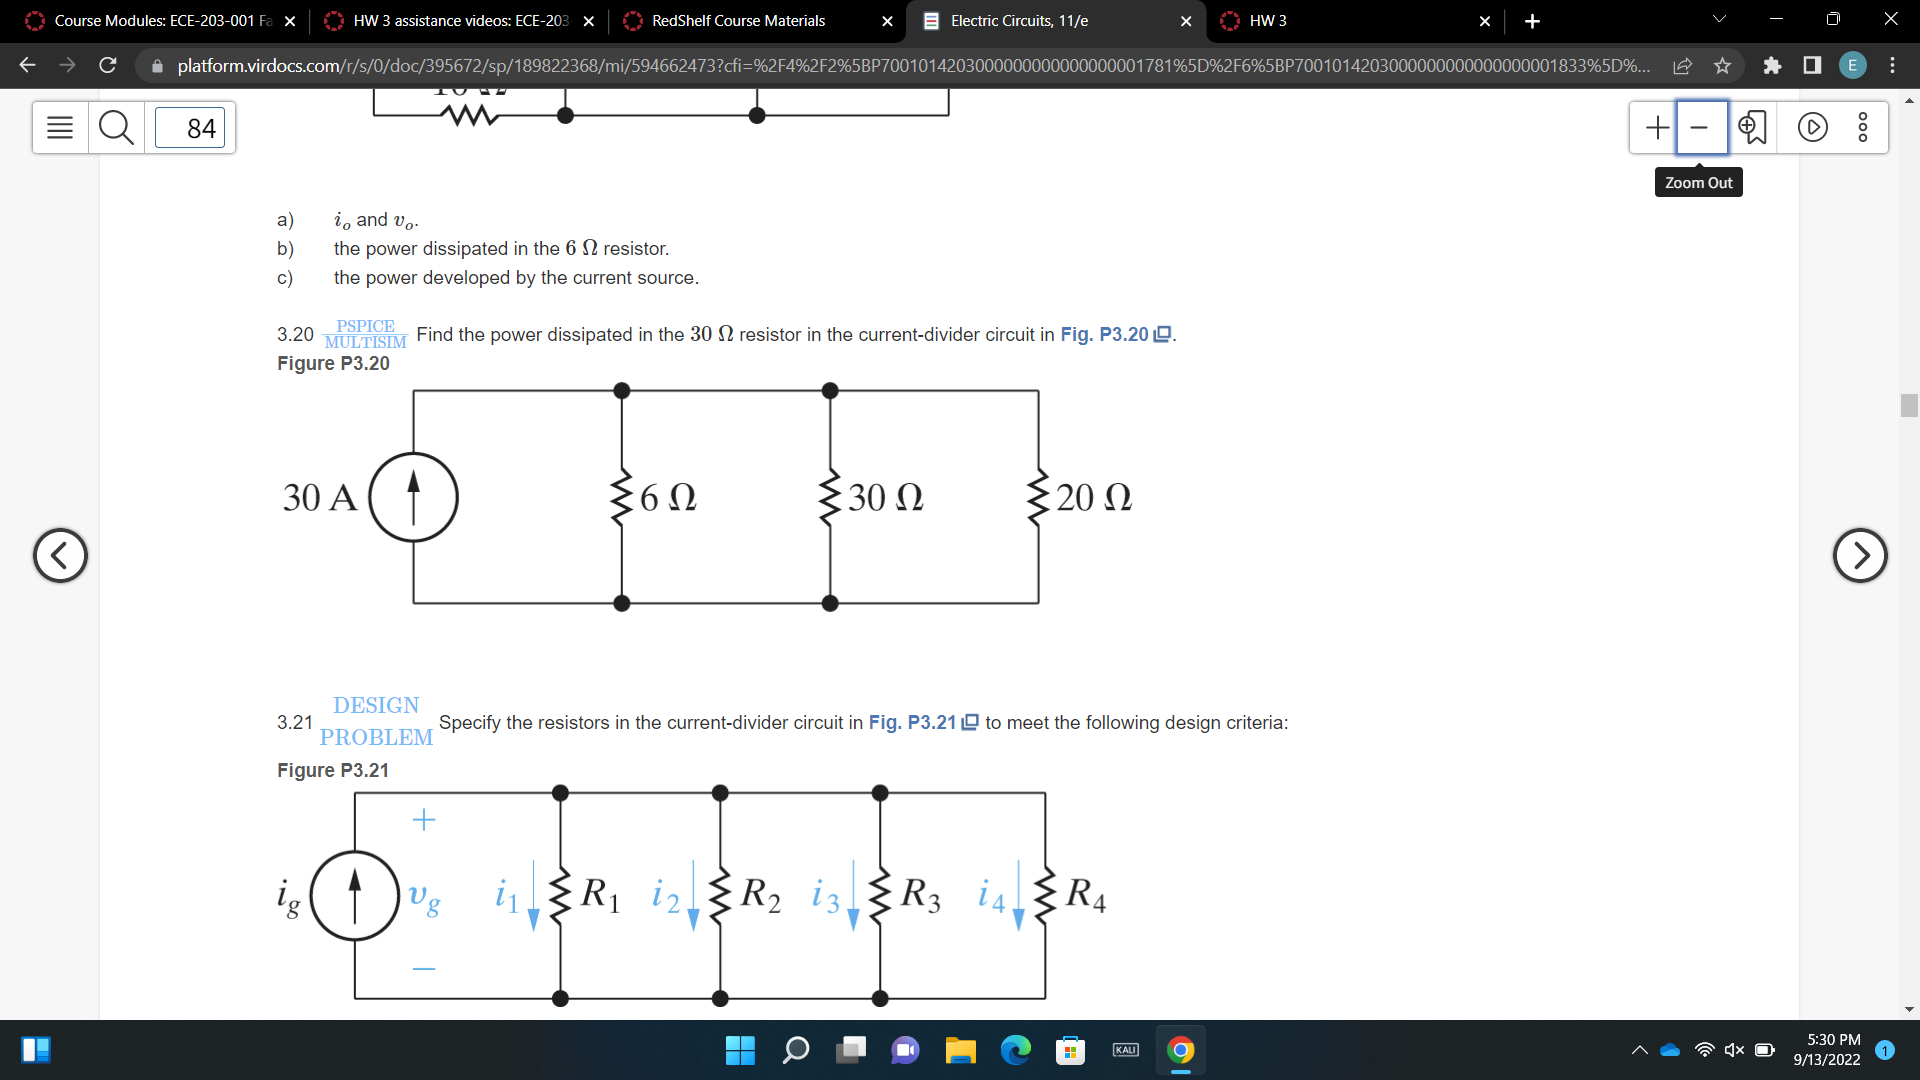 Course Modules: ECE-203-001 Fa
HW 3 assistance videos: ECE-203
RedShelf Course Materials
Electric Circuits, 11/e
HW 3
platform.virdocs.com/r/s/0/doc/395672/sp/189822368/mi/594662473?cfi=%2F4%2F2%5BP7001014203000000000000000001781%5D%2F6%5BP7001014203000000000000000001833%5D%...
E
84
Zoom Out
a) i_o and v_o.
b) the power dissipated in the 6 Ω resistor.
c) the power developed by the current source.
3.20 PSPICE MULTISIM Find the power dissipated in the 30 Ω resistor in the current-divider circuit in Fig. P3.20.
Figure P3.20
30 A 6 Ω 30 Ω 20 Ω
3.21 DESIGN PROBLEM Specify the resistors in the current-divider circuit in Fig. P3.21 to meet the following design criteria:
Figure P3.21
+
i_g v_g i_1 R_1 i_2 R_2 i_3 R_3 i_4 R_4
−
KALI
5:30 PM
9/13/2022
1